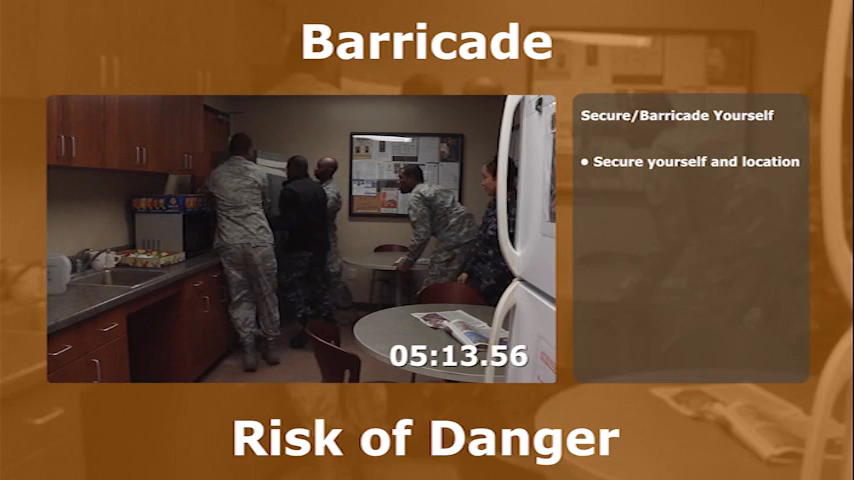 Barricade
Secure/Barricade Yourself
• Secure yourself and location
05:13.56
Risk of Danger